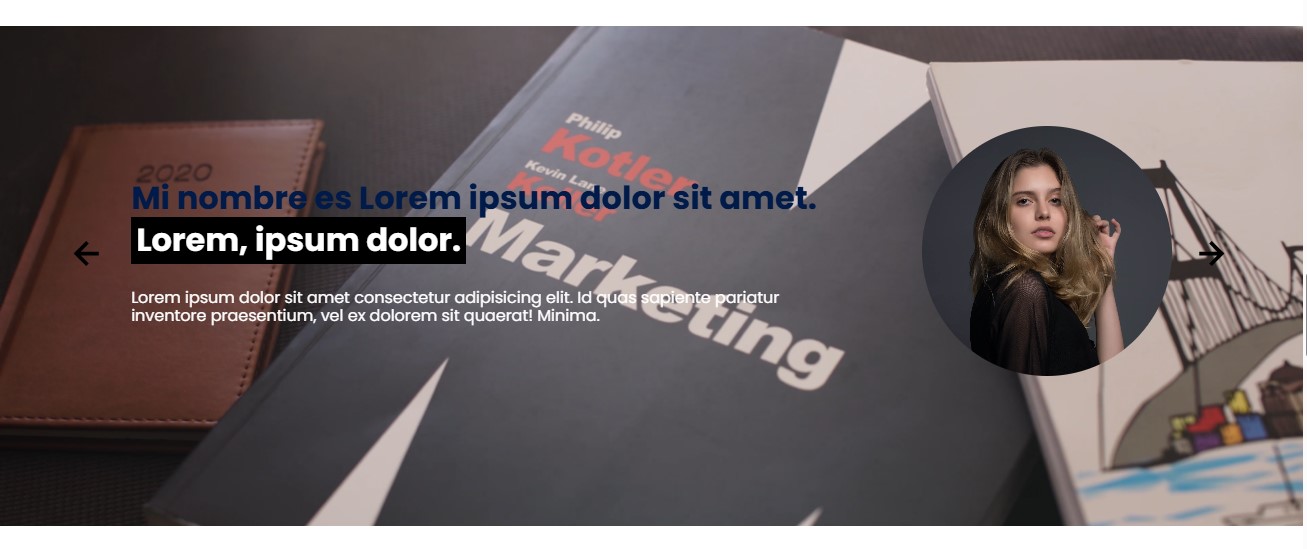 2020
Philip
Kotler
Kevin Lane
Keller
Marketing
Mi nombre es Lorem ipsum dolor sit amet.
Lorem, ipsum dolor.
Lorem ipsum dolor sit amet consectetur adipisicing elit. Id quas sapiente pariatur
inventore praesentium, vel ex dolorem sit quaerat! Minima.